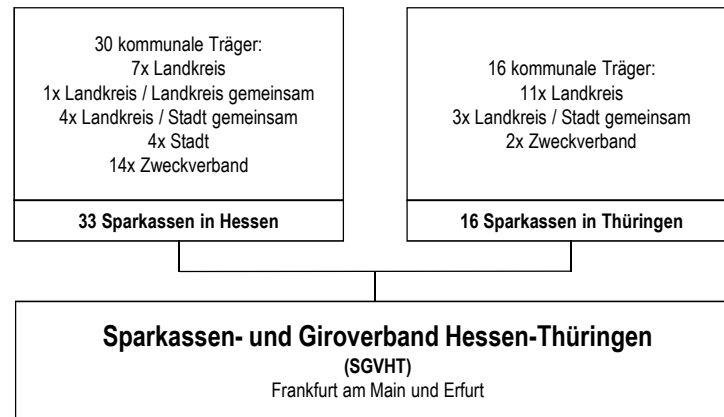 30 kommunale Träger:
7x Landkreis
1x Landkreis / Landkreis gemeinsam
4x Landkreis / Stadt gemeinsam
4x Stadt
14x Zweckverband
33 Sparkassen in Hessen
16 kommunale Träger:
11x Landkreis
3x Landkreis / Stadt gemeinsam
2x Zweckverband
16 Sparkassen in Thüringen
Sparkassen- und Giroverband Hessen-Thüringen
(SGVHT)
Frankfurt am Main und Erfurt